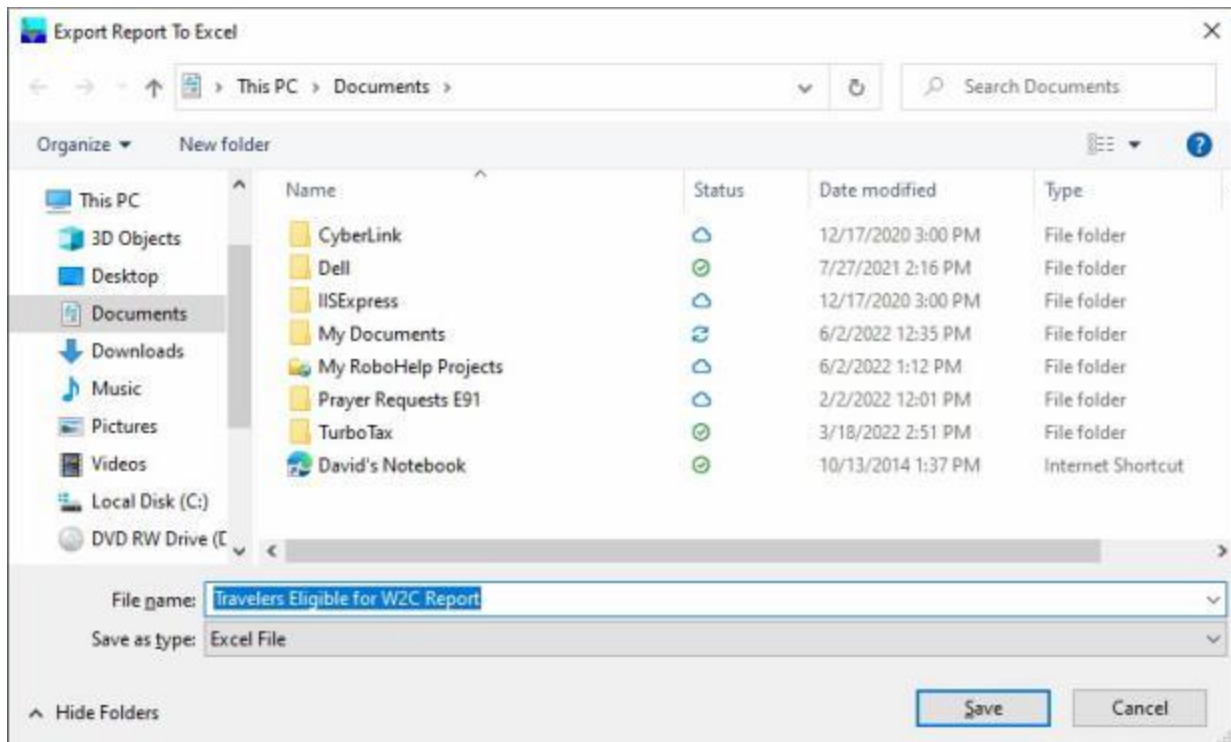 Export Report To Excel
This PC > Documents >
Search Documents
Organize
New folder
This PC
3D Objects
Desktop
Documents
Downloads
Music
Pictures
Videos
Local Disk (C:)
DVD RW Drive (D
Name Status Date modified Type
CyberLink 12/17/2020 3:00 PM File folder
Dell 7/27/2021 2:16 PM File folder
IISExpress 12/17/2020 3:00 PM File folder
My Documents 6/2/2022 12:35 PM File folder
My RoboHelp Projects 6/2/2022 1:12 PM File folder
Prayer Requests E91 2/2/2022 12:01 PM File folder
TurboTax 3/18/2022 2:51 PM File folder
David's Notebook 10/13/2014 1:37 PM Internet Shortcut
File name: Travelers Eligible for W2C Report
Save as type: Excel File
Hide Folders
Save
Cancel